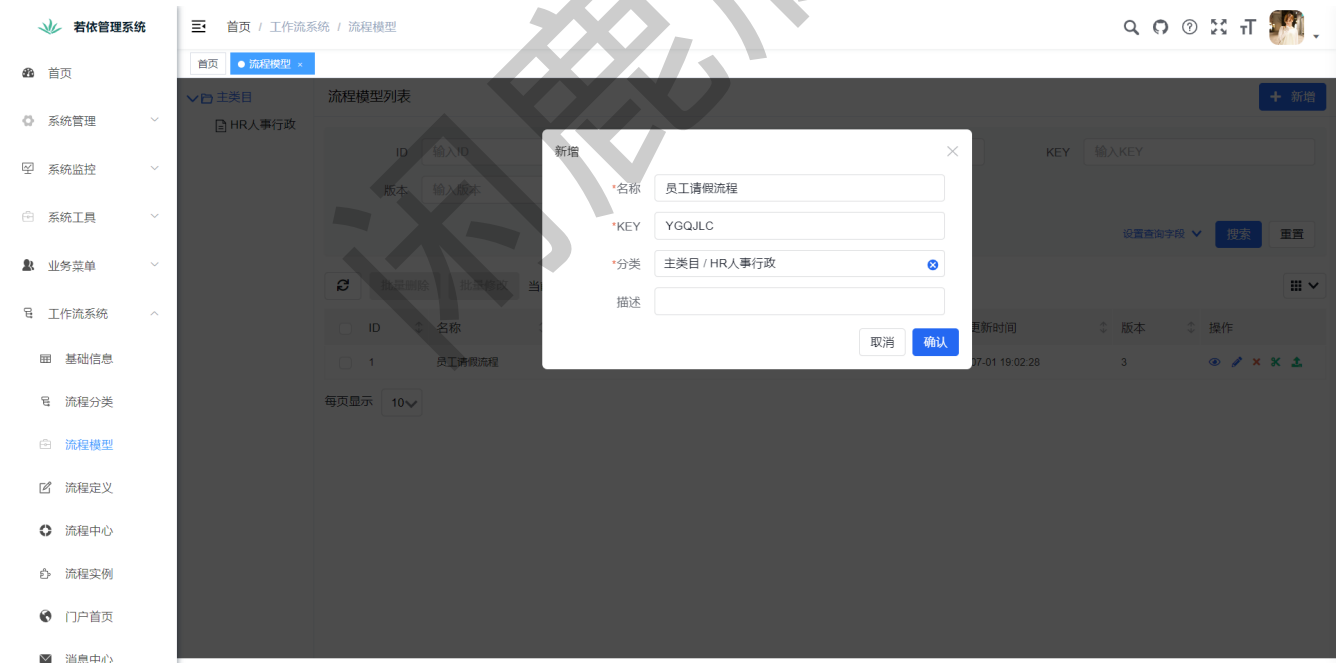 若依管理系统
首页 / 工作流系统 / 流程模型
首页
流程模型 ×
首页
系统管理
系统监控
系统工具
业务菜单
工作流系统
基础信息
流程分类
流程模型
流程定义
流程中心
流程实例
门户首页
消息中心
主类目
HR人事行政
流程模型列表
+ 新增
ID 输入ID
KEY 输入KEY
版本 输入版本
设置查询字段 搜索 重置
批量删除 批量修改 当
ID 名称 更新时间 版本 操作
1 员工请假流程 07-01 19:02:28 3
每页显示 10
新增
*名称 员工请假流程
*KEY YGQJLC
*分类 主类目 / HR人事行政
描述
取消 确认
闲鹿